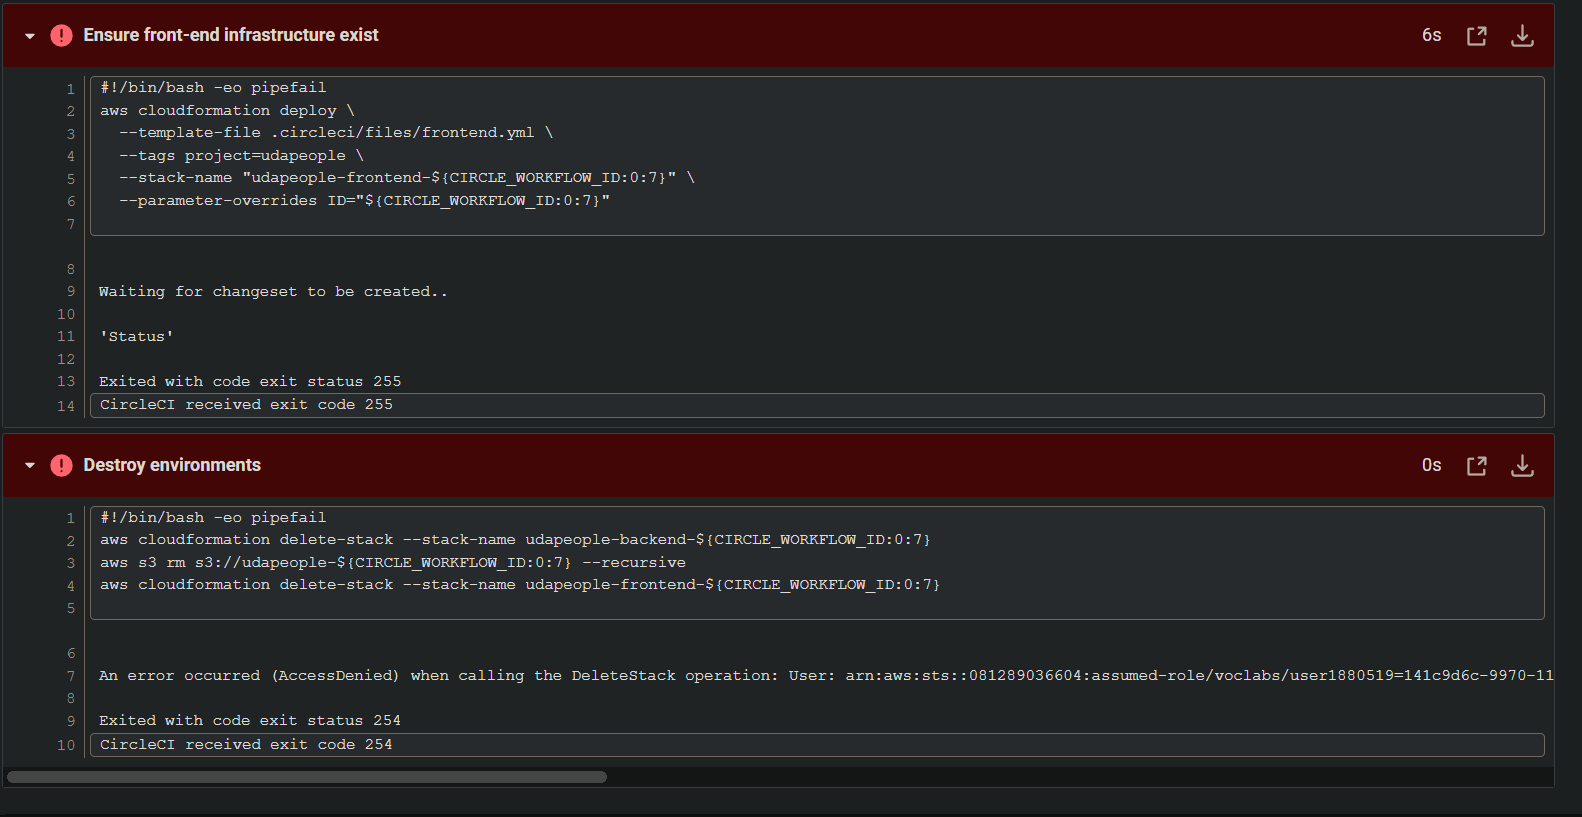 Ensure front-end infrastructure exist 6s
1 #!/bin/bash -eo pipefail
2 aws cloudformation deploy \
3 --template-file .circleci/files/frontend.yml \
4 --tags project=udapeople \
5 --stack-name "udapeople-frontend-${CIRCLE_WORKFLOW_ID:0:7}" \
6 --parameter-overrides ID="${CIRCLE_WORKFLOW_ID:0:7}"
7
8
9 Waiting for changeset to be created..
10
11 'Status'
12
13 Exited with code exit status 255
14 CircleCI received exit code 255
Destroy environments 0s
1 #!/bin/bash -eo pipefail
2 aws cloudformation delete-stack --stack-name udapeople-backend-${CIRCLE_WORKFLOW_ID:0:7}
3 aws s3 rm s3://udapeople-${CIRCLE_WORKFLOW_ID:0:7} --recursive
4 aws cloudformation delete-stack --stack-name udapeople-frontend-${CIRCLE_WORKFLOW_ID:0:7}
5
6
7 An error occurred (AccessDenied) when calling the DeleteStack operation: User: arn:aws:sts::081289036604:assumed-role/voclabs/user1880519=141c9d6c-9970-11
8
9 Exited with code exit status 254
10 CircleCI received exit code 254